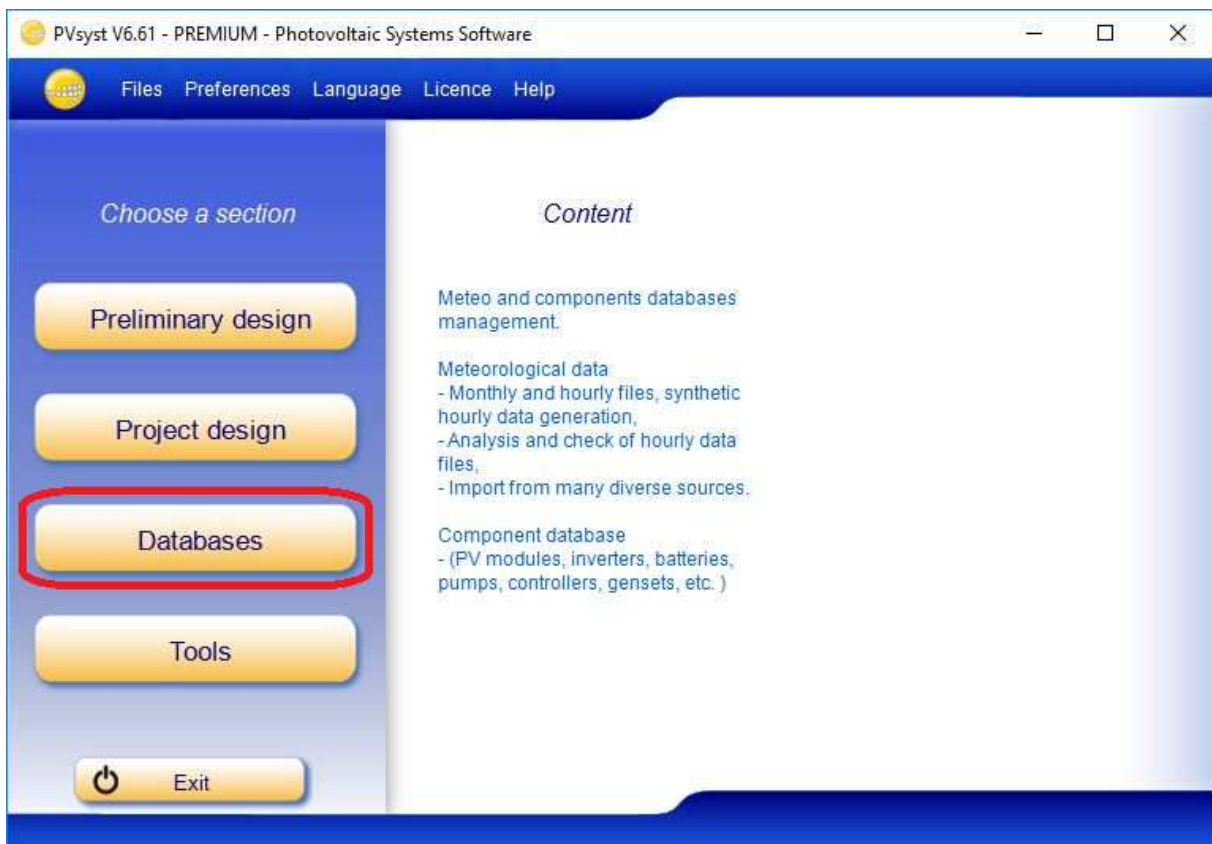 PVsyst V6.61 - PREMIUM - Photovoltaic Systems Software
Files Preferences Language Licence Help
Choose a section
Preliminary design
Project design
Databases
Tools
Exit
Content
Meteo and components databases
management.
Meteorological data
- Monthly and hourly files, synthetic
hourly data generation,
- Analysis and check of hourly data
files,
- Import from many diverse sources.
Component database
- (PV modules, inverters, batteries,
pumps, controllers, gensets, etc. )